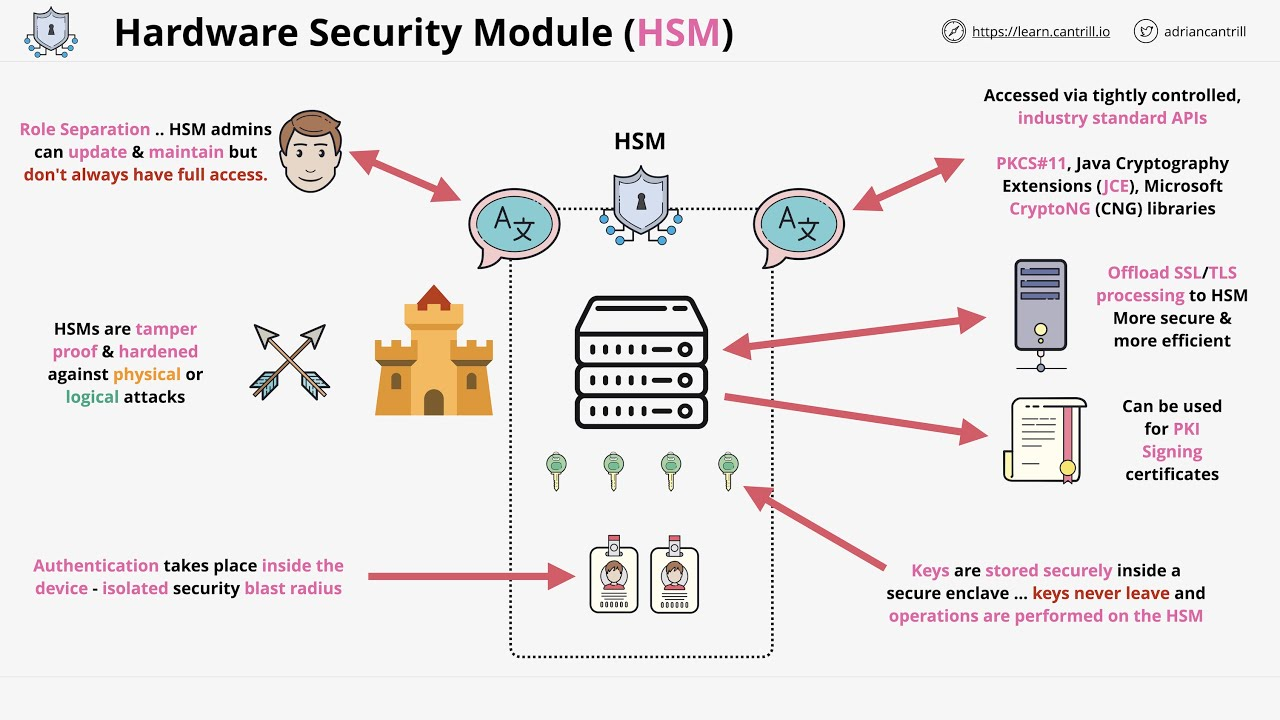 Hardware Security Module (HSM)
https://learn.cantrill.io
adriancantrill
Role Separation .. HSM admins
can update & maintain but
don't always have full access.
HSM
A文
A文
Accessed via tightly controlled,
industry standard APIs
PKCS#11, Java Cryptography
Extensions (JCE), Microsoft
CryptoNG (CNG) libraries
HSMs are tamper
proof & hardened
against physical or
logical attacks
Offload SSL/TLS
processing to HSM
More secure &
more efficient
Can be used
for PKI
Signing
certificates
Authentication takes place inside the
device - isolated security blast radius
Keys are stored securely inside a
secure enclave ... keys never leave and
operations are performed on the HSM